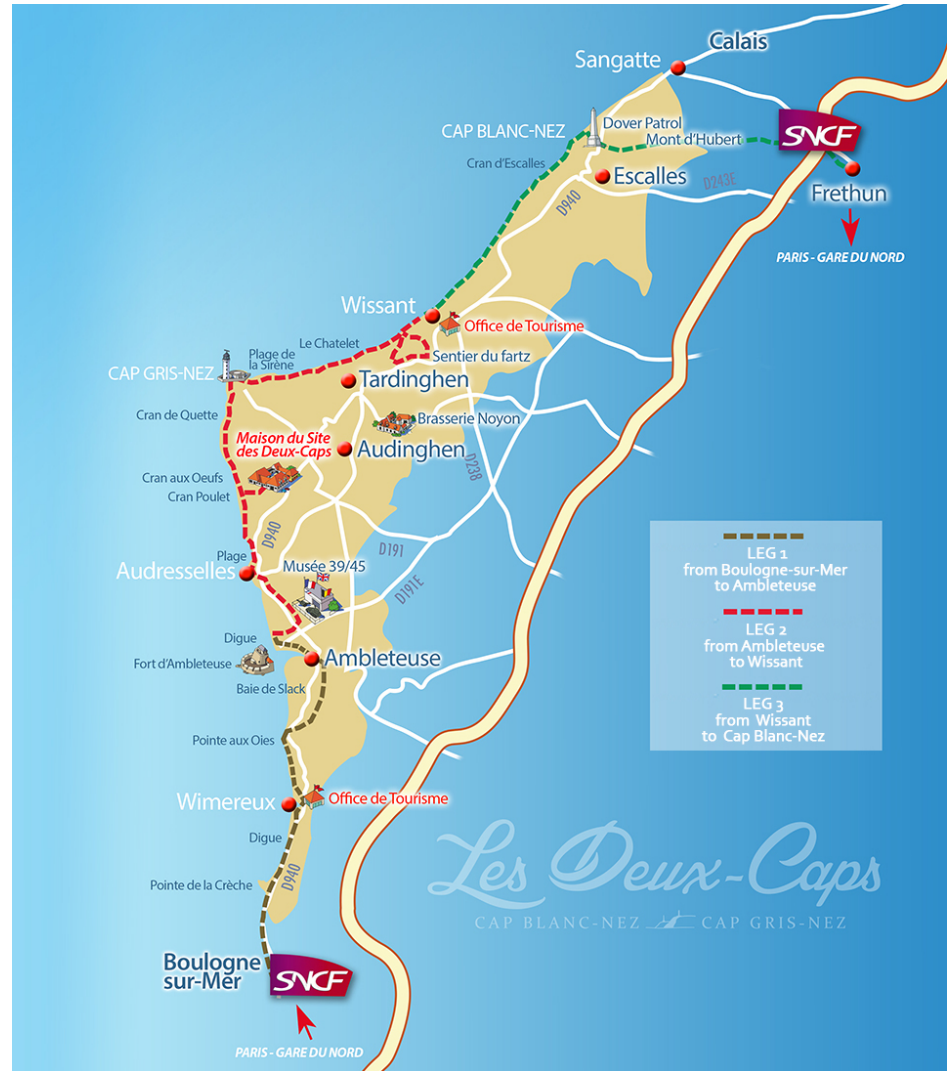 Calais
Sangatte
Dover Patrol
CAP BLANC-NEZ
Mont d'Hubert
SNCF
Cran d'Escalles
Escalles
D243E
Frethun
D940
PARIS - GARE DU NORD
Wissant
Office de Tourisme
Le Chatelet
Plage de
la Sirène
Sentier du fartz
CAP GRIS-NEZ
Tardinghen
Cran de Quette
Brasserie Noyon
Maison du Site
des Deux-Caps
Audinghen
D238
Cran aux Oeufs
Cran Poulet
D940
D191
Plage
Audresselles
Musée 39/45
D191E
LEG 1
from Boulogne-sur-Mer
to Ambleteuse
LEG 2
from Ambleteuse
to Wissant
LEG 3
from Wissant
to Cap Blanc-Nez
Digue
Fort d'Ambleteuse
Ambleteuse
Baie de Slack
Pointe aux Oies
Wimereux
Office de Tourisme
Digue
Pointe de la Crèche
D940
Les Deux-Caps
CAP BLANC-NEZ CAP GRIS-NEZ
Boulogne
sur-Mer
SNCF
PARIS - GARE DU NORD